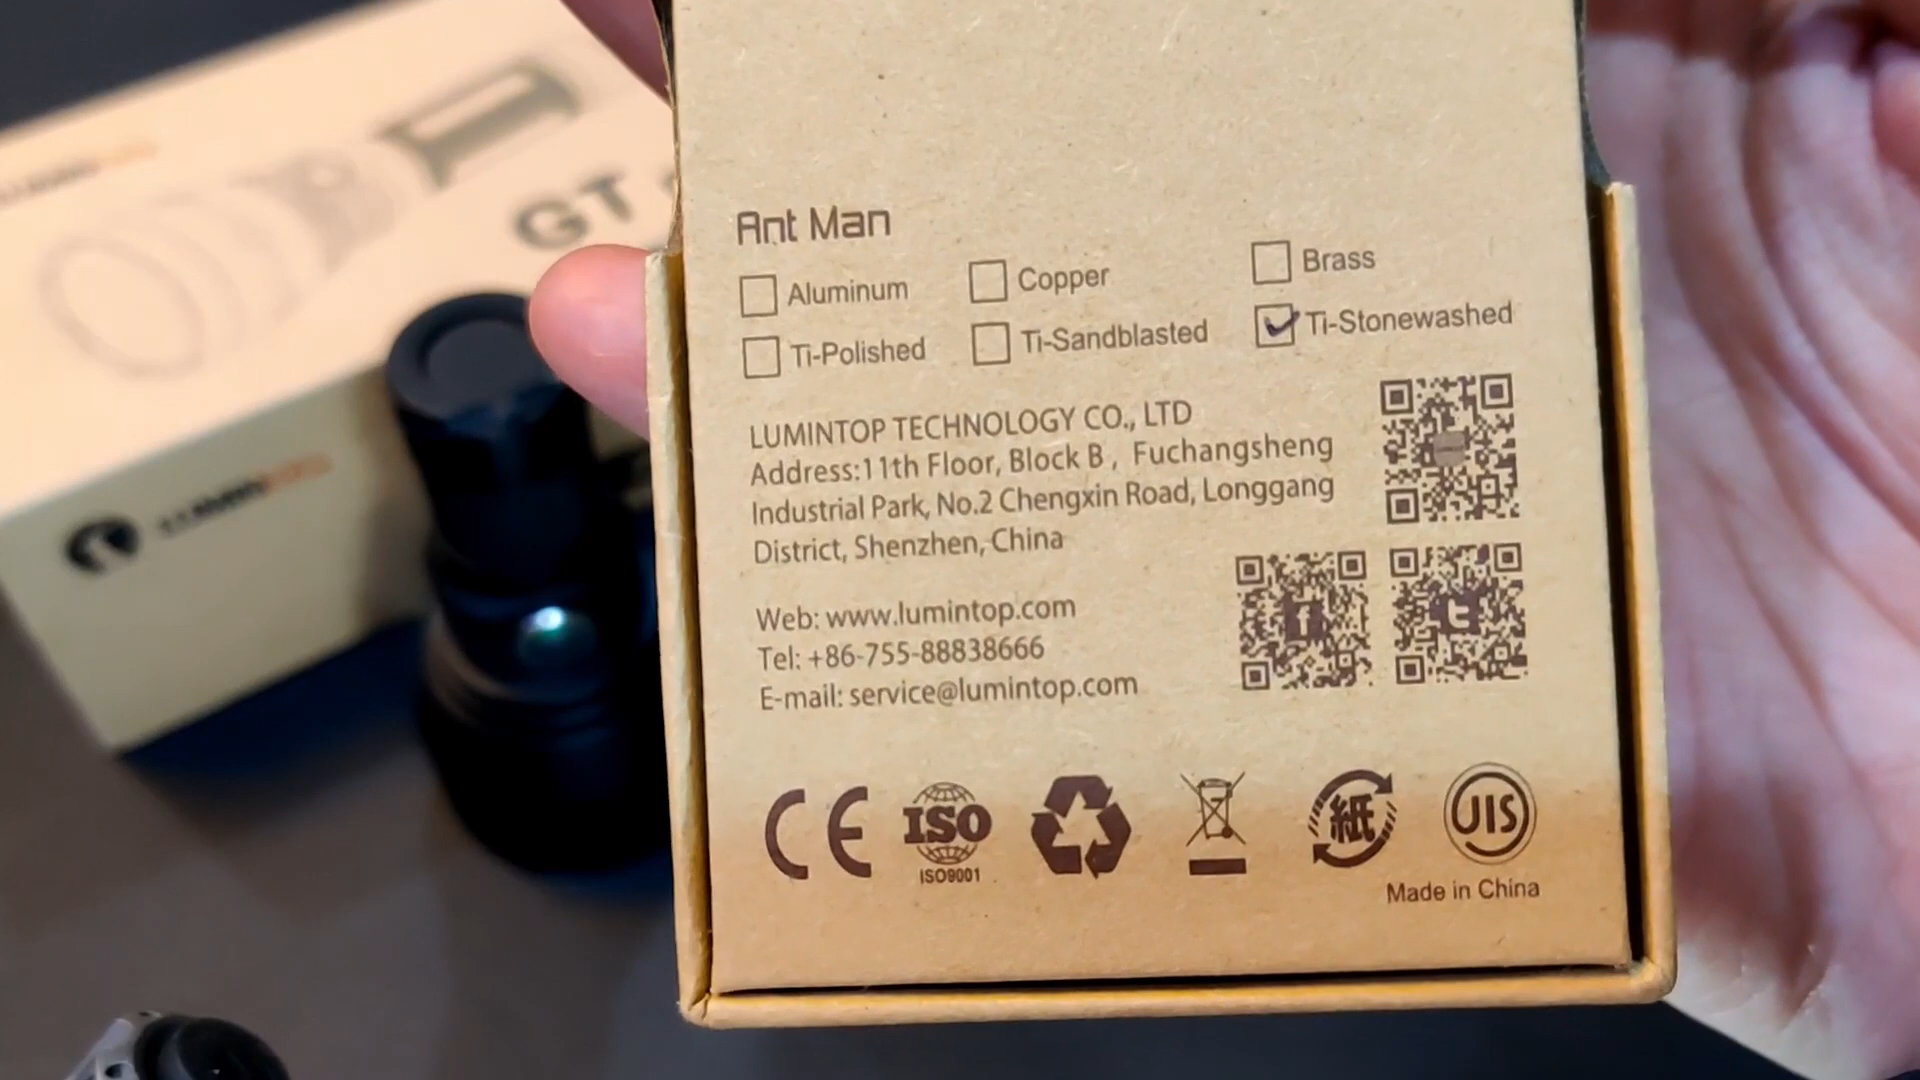 GT
Ant Man
Aluminum Copper Brass
Ti-Polished Ti-Sandblasted Ti-Stonewashed
LUMINTOP TECHNOLOGY CO., LTD
Address:11th Floor, Block B , Fuchangsheng
Industrial Park, No.2 Chengxin Road, Longgang
District, Shenzhen, China
Web: www.lumintop.com
Tel: +86-755-88838666
E-mail: service@lumintop.com
f t
CE ISO 紙 JIS
ISO9001
Made in China